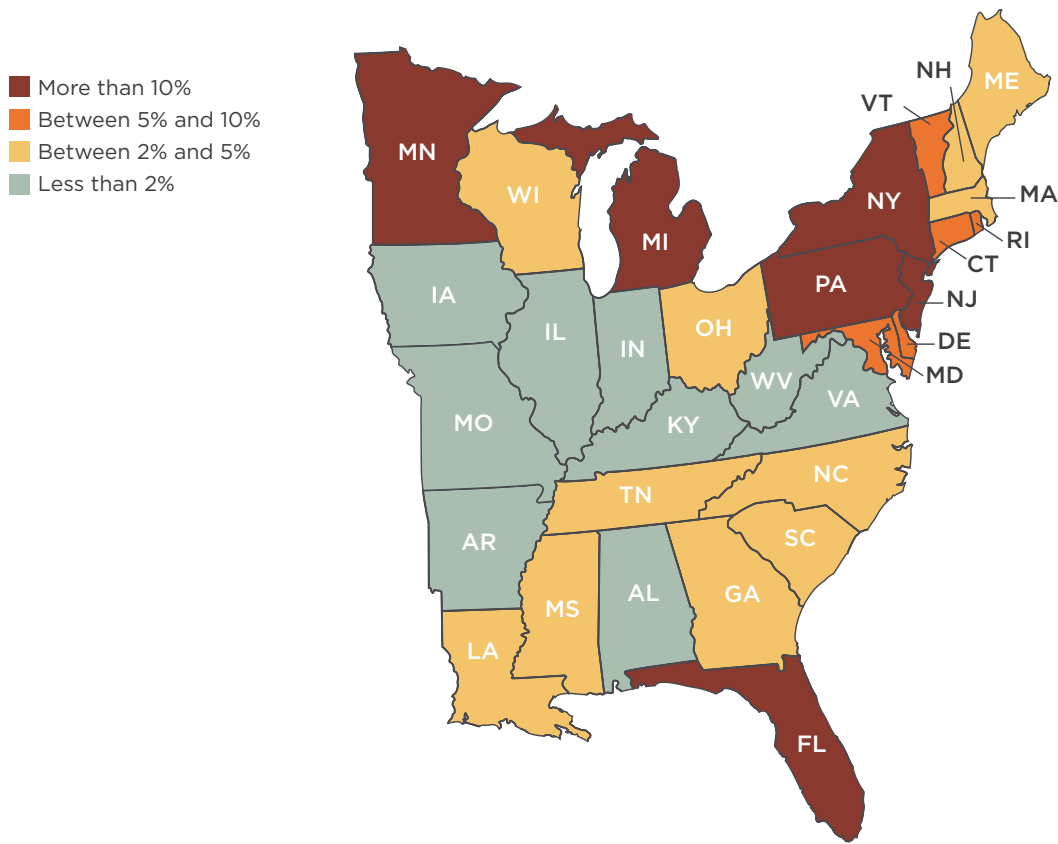 More than 10%
Between 5% and 10%
Between 2% and 5%
Less than 2%
ME
NH
VT
MN
WI
NY
MA
MI
RI
CT
PA
NJ
IA
OH
IL
IN
DE
MD
WV
VA
MO
KY
NC
TN
SC
AR
AL
GA
MS
LA
FL